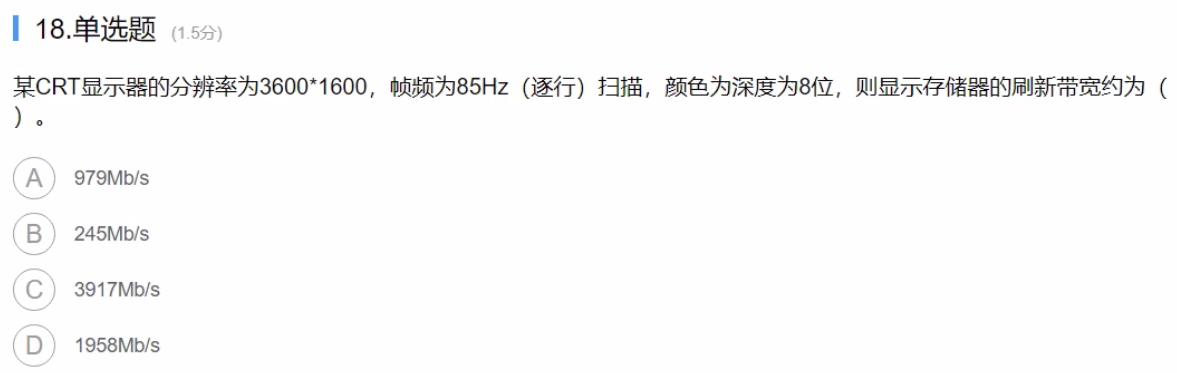 18.单选题 (1.5分)
某CRT显示器的分辨率为3600*1600，帧频为85Hz（逐行）扫描，颜色为深度为8位，则显示存储器的刷新带宽约为（
）。
A 979Mb/s
B 245Mb/s
C 3917Mb/s
D 1958Mb/s